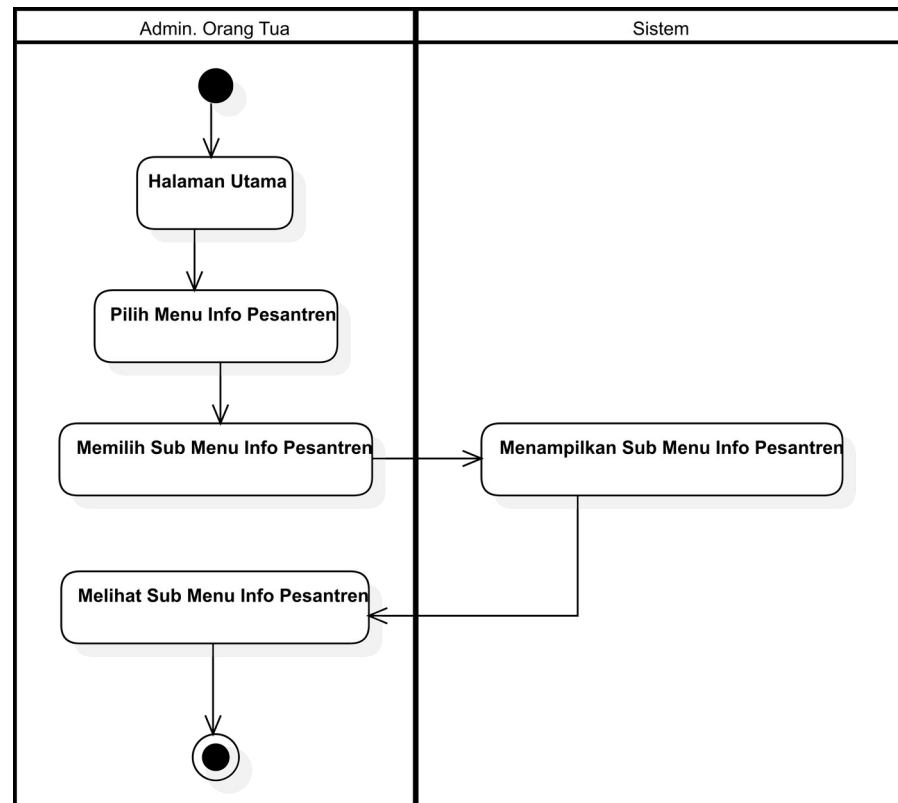 Admin. Orang Tua
Sistem
Halaman Utama
Pilih Menu Info Pesantren
Memilih Sub Menu Info Pesantren
Menampilkan Sub Menu Info Pesantren
Melihat Sub Menu Info Pesantren